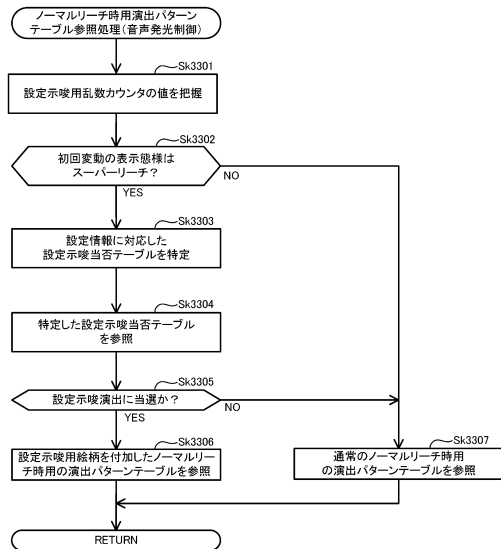 ノーマルリーチ時用演出パターン
テーブル参照処理(音声発光制御)
Sk3301
設定示唆用乱数カウンタの値を把握
Sk3302
初回変動の表示態様は
スーパーリーチ?
NO
YES
Sk3303
設定情報に対応した
設定示唆当否テーブルを特定
Sk3304
特定した設定示唆当否テーブル
を参照
Sk3305
設定示唆演出に当選か?
NO
YES
Sk3306
設定示唆用絵柄を付加したノーマルリー
チ時用の演出パターンテーブルを参照
Sk3307
通常のノーマルリーチ時用
の演出パターンテーブルを参照
RETURN